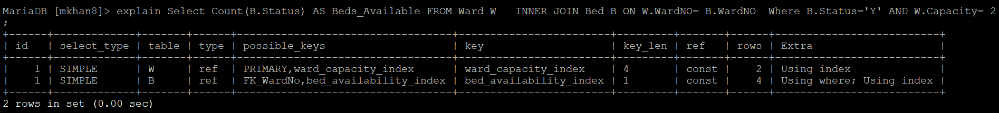 MariaDB [mkhan8]> explain Select Count(B.Status) AS Beds_Available FROM Ward W   INNER JOIN Bed B ON W.WardNO= B.WardNO  Where B.Status='Y' AND W.Capacity= 2
;
+------+-------------+-------+------+-----------------------------------+------------------------+---------+-------+------+--------------------------+
| id   | select_type | table | type | possible_keys                     | key                    | key_len | ref   | rows | Extra                    |
+------+-------------+-------+------+-----------------------------------+------------------------+---------+-------+------+--------------------------+
|    1 | SIMPLE      | W     | ref  | PRIMARY,ward_capacity_index       | ward_capacity_index    | 4       | const |    2 | Using index              |
|    1 | SIMPLE      | B     | ref  | FK_WardNo,bed_availability_index | bed_availability_index | 1       | const |    4 | Using where; Using index |
+------+-------------+-------+------+-----------------------------------+------------------------+---------+-------+------+--------------------------+
2 rows in set (0.00 sec)